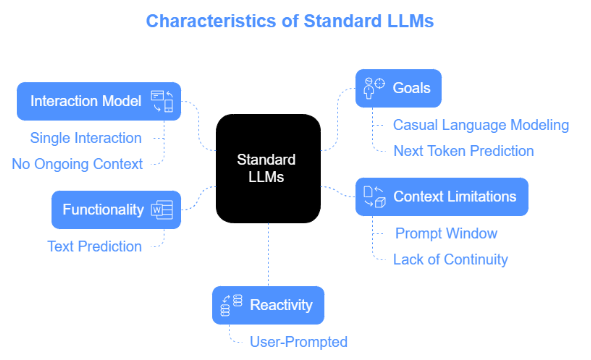 Characteristics of Standard LLMs
Interaction Model
Single Interaction
No Ongoing Context
Functionality
Text Prediction
Standard
LLMs
Goals
Casual Language Modeling
Next Token Prediction
Context Limitations
Prompt Window
Lack of Continuity
Reactivity
User-Prompted